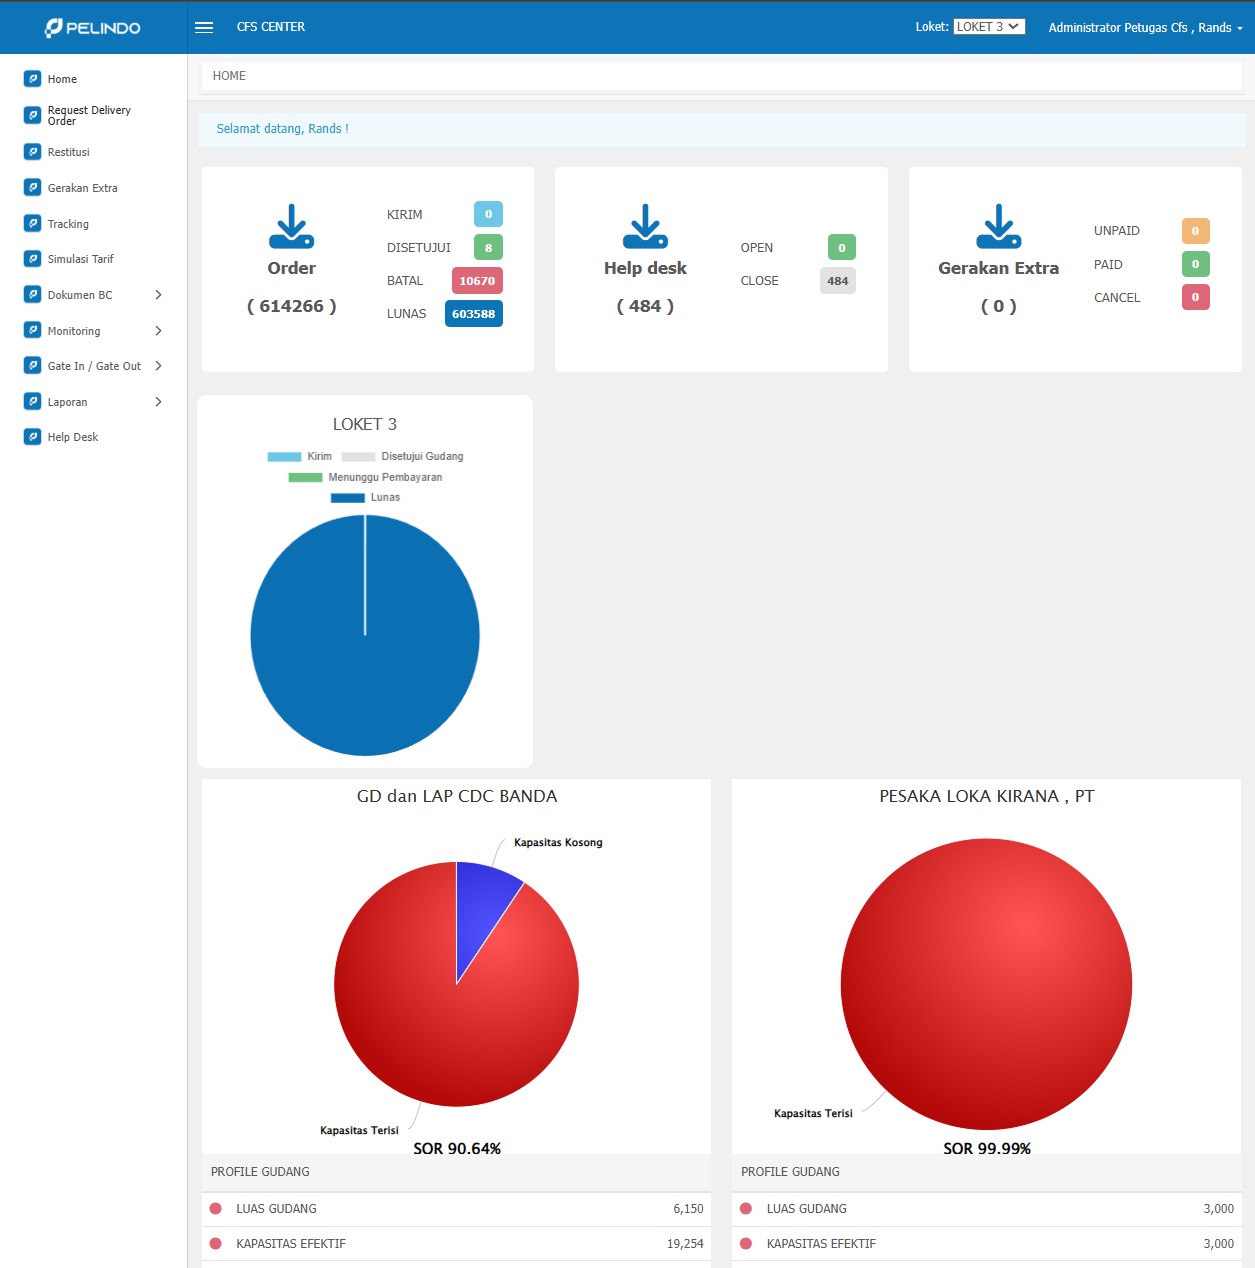 PELINDO
CFS CENTER
Loket: LOKET 3
Administrator Petugas Cfs , Rands
Home
Request Delivery
Order
Restitusi
Gerakan Extra
Tracking
Simulasi Tarif
Dokumen BC
Monitoring
Gate In / Gate Out
Laporan
Help Desk
HOME
Selamat datang, Rands !
Order
( 614266 )
KIRIM 0
DISETUJUI 8
BATAL 10670
LUNAS 603588
Help desk
( 484 )
OPEN 0
CLOSE 484
Gerakan Extra
( 0 )
UNPAID 0
PAID 0
CANCEL 0
LOKET 3
Kirim Disetujui Gudang
Menunggu Pembayaran
Lunas
GD dan LAP CDC BANDA
Kapasitas Kosong
Kapasitas Terisi
SOR 90.64%
PROFILE GUDANG
LUAS GUDANG 6,150
KAPASITAS EFEKTIF 19,254
PESAKA LOKA KIRANA , PT
Kapasitas Terisi
SOR 99.99%
PROFILE GUDANG
LUAS GUDANG 3,000
KAPASITAS EFEKTIF 3,000